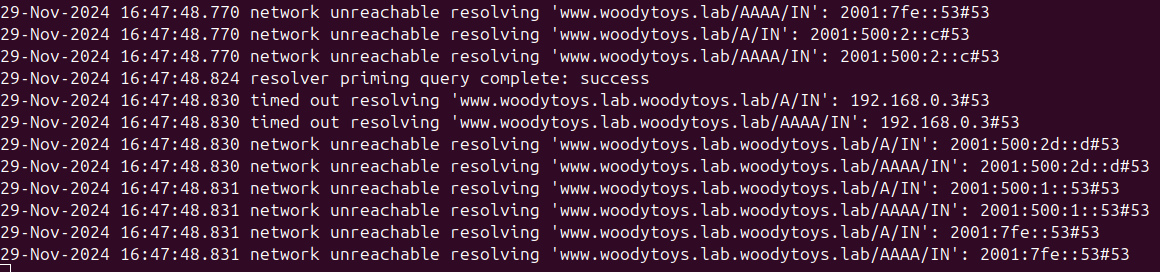 29-Nov-2024 16:47:48.770 network unreachable resolving 'www.woodytoys.lab/AAAA/IN': 2001:7fe::53#53
29-Nov-2024 16:47:48.770 network unreachable resolving 'www.woodytoys.lab/A/IN': 2001:500:2::c#53
29-Nov-2024 16:47:48.770 network unreachable resolving 'www.woodytoys.lab/AAAA/IN': 2001:500:2::c#53
29-Nov-2024 16:47:48.824 resolver priming query complete: success
29-Nov-2024 16:47:48.830 timed out resolving 'www.woodytoys.lab.woodytoys.lab/A/IN': 192.168.0.3#53
29-Nov-2024 16:47:48.830 timed out resolving 'www.woodytoys.lab.woodytoys.lab/AAAA/IN': 192.168.0.3#53
29-Nov-2024 16:47:48.830 network unreachable resolving 'www.woodytoys.lab.woodytoys.lab/A/IN': 2001:500:2d::d#53
29-Nov-2024 16:47:48.830 network unreachable resolving 'www.woodytoys.lab.woodytoys.lab/AAAA/IN': 2001:500:2d::d#53
29-Nov-2024 16:47:48.831 network unreachable resolving 'www.woodytoys.lab.woodytoys.lab/A/IN': 2001:500:1::53#53
29-Nov-2024 16:47:48.831 network unreachable resolving 'www.woodytoys.lab.woodytoys.lab/AAAA/IN': 2001:500:1::53#53
29-Nov-2024 16:47:48.831 network unreachable resolving 'www.woodytoys.lab.woodytoys.lab/A/IN': 2001:7fe::53#53
29-Nov-2024 16:47:48.831 network unreachable resolving 'www.woodytoys.lab.woodytoys.lab/AAAA/IN': 2001:7fe::53#53